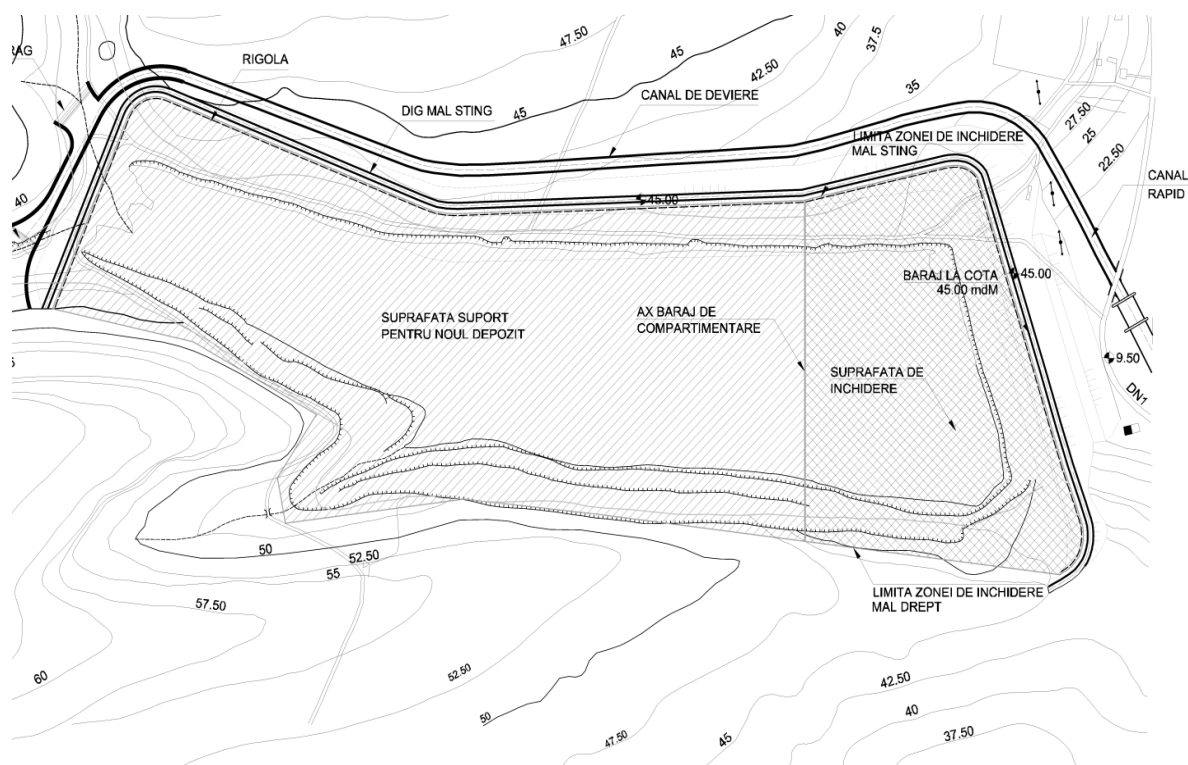 47.50
40
37.5
RAG
RIGOLA
45
42.50
35
CANAL DE DEVIERE
DIG MAL STING
45
27.50
25
22.50
LIMITA ZONEI DE INCHIDERE
MAL STING
CANAL
RAPID
40
45.00
BARAJ LA COTA
45.00 mdM
45.00
SUPRAFATA SUPORT
PENTRU NOUL DEPOZIT
AX BARAJ DE
COMPARTIMENTARE
SUPRAFATA DE
INCHIDERE
9.50
DN1
5
50
52.50
55
57.50
LIMITA ZONEI DE INCHIDERE
MAL DREPT
60
52.50
50
47.50
45
42.50
40
37.50